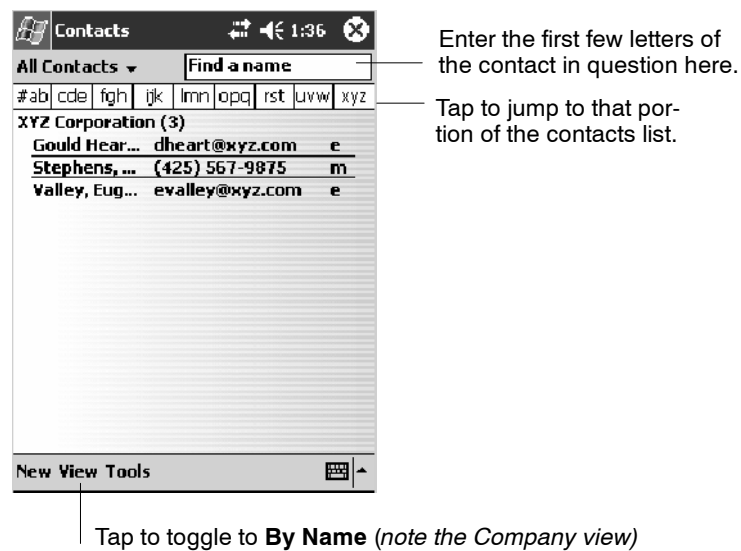 Contacts 1:36
All Contacts Find a name
#ab cde fgh ijk lmn opq rst uvw xyz
XYZ Corporation (3)
Gould Hear... dheart@xyz.com e
Stephens, ... (425) 567-9875 m
Valley, Eug... evalley@xyz.com e
New View Tools
Enter the first few letters of
the contact in question here.
Tap to jump to that por-
tion of the contacts list.
Tap to toggle to By Name (note the Company view)